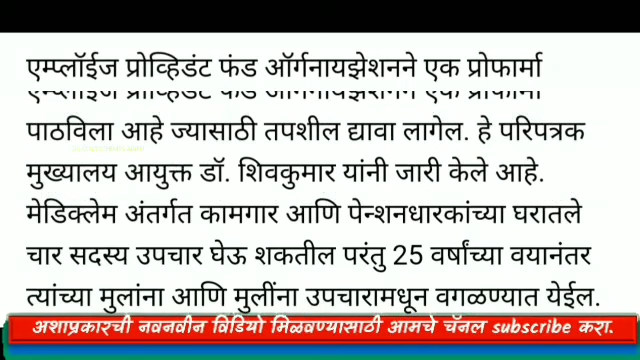 एम्प्लॉईज प्रोव्हिडंट फंड ऑर्गनायझेशनने एक प्रोफार्मा
पाठविला आहे ज्यासाठी तपशील द्यावा लागेल. हे परिपत्रक
मुख्यालय आयुक्त डॉ. शिवकुमार यांनी जारी केले आहे.
मेडिक्लेम अंतर्गत कामगार आणि पेन्शनधारकांच्या घरातले
चार सदस्य उपचार घेऊ शकतील परंतु 25 वर्षांच्या वयानंतर
त्यांच्या मुलांना आणि मुलींना उपचारामधून वगळण्यात येईल.
अशाप्रकारची नवनवीन विडियो मिळवण्यासाठी आमचे चॅनल subscribe करा.